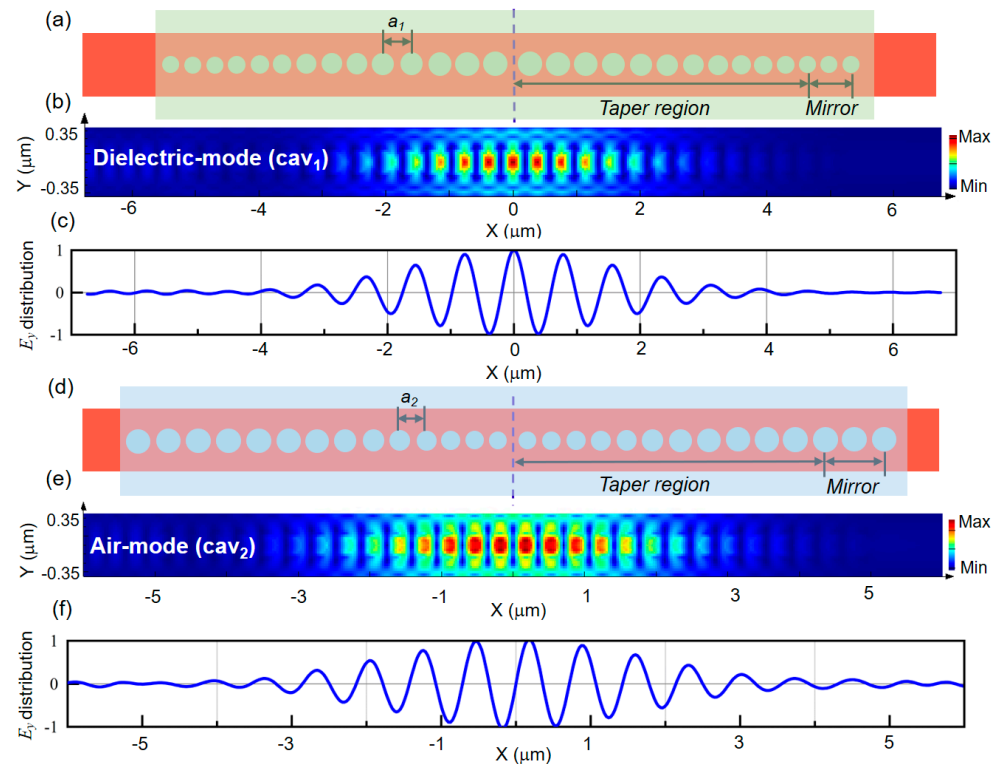 (a)
a1
Taper region
Mirror
(b)
0.35
-0.35
Y (μm)
Dielectric-mode (cav1)
Max
Min
-6 -4 -2 0 2 4 6
X (μm)
(c)
1
0
-1
Ey distribution
-6 -4 -2 0 2 4 6
X (μm)
(d)
a2
Taper region
Mirror
(e)
0.35
-0.35
Y (μm)
Air-mode (cav2)
Max
Min
-5 -3 -1 1 3 5
X (μm)
(f)
1
0
-1
Ey distribution
-5 -3 -1 1 3 5
X (μm)